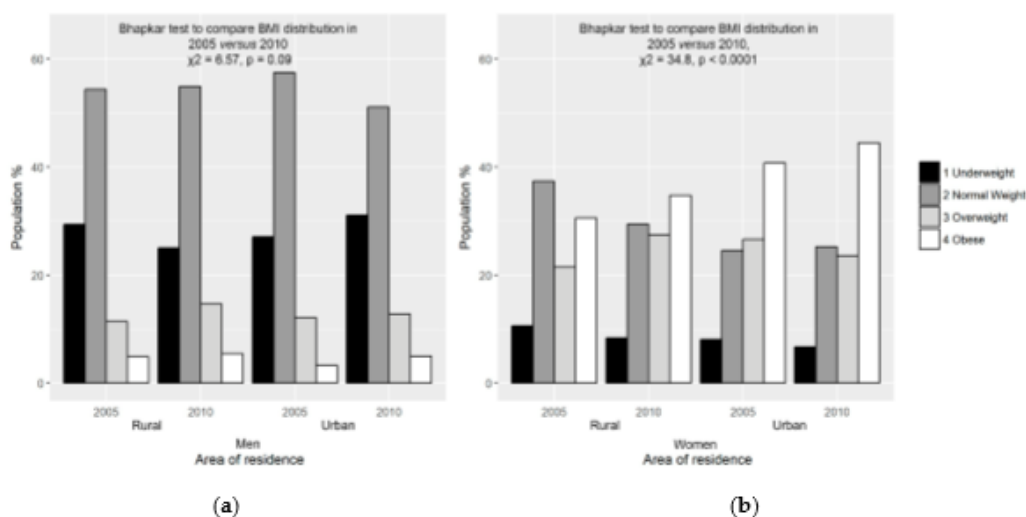 Bhapkar test to compare BMI distribution in
2005 versus 2010
χ2 = 6.57, p = 0.09
60
40
20
0
Population %
2005
2010
2005
2010
Rural
Urban
Men
Area of residence
(a)
Bhapkar test to compare BMI distribution in
2005 versus 2010,
χ2 = 34.8, p < 0.0001
60
40
20
0
Population %
2005
2010
2005
2010
Rural
Urban
Women
Area of residence
(b)
1 Underweight
2 Normal Weight
3 Overweight
4 Obese